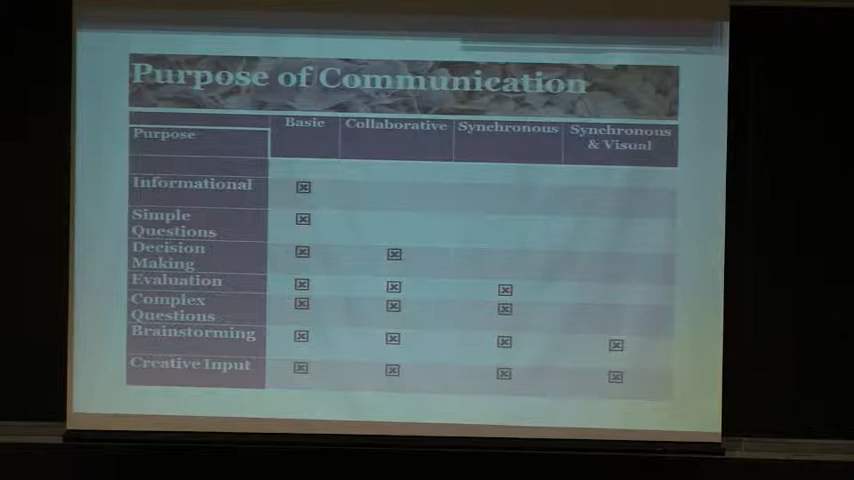 Purpose of Communication
Purpose Basic Collaborative Synchronous Synchronous
& Visual
Informational ☒
Simple
Questions ☒
Decision
Making ☒ ☒
Evaluation ☒ ☒ ☒
Complex
Questions ☒ ☒ ☒
Brainstorming ☒ ☒ ☒ ☒
Creative Input ☒ ☒ ☒ ☒